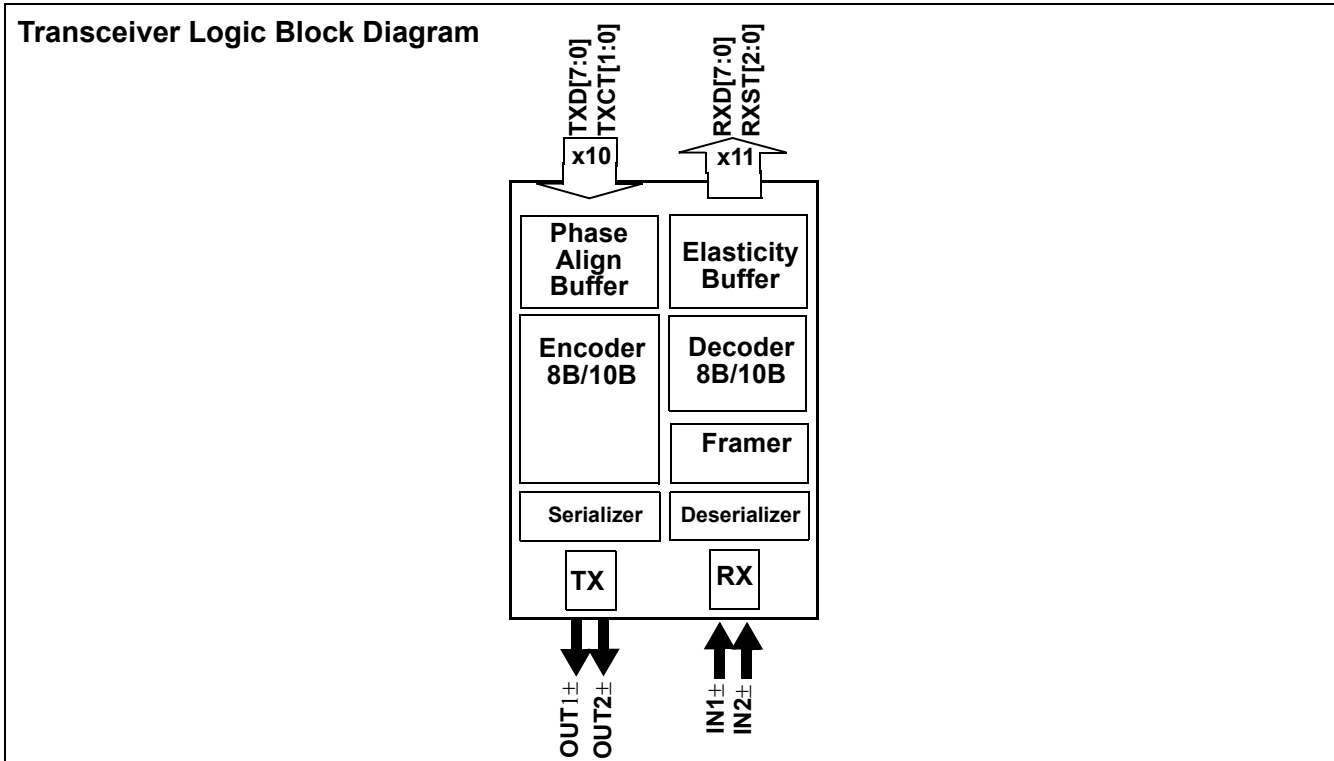 Transceiver Logic Block Diagram
TXD[7:0]
TXCT[1:0]
RXD[7:0]
RXST[2:0]
x10
x11
Phase
Align
Buffer
Elasticity
Buffer
Encoder
8B/10B
Decoder
8B/10B
Framer
Serializer
Deserializer
TX
RX
OUT1±
OUT2±
IN1±
IN2±